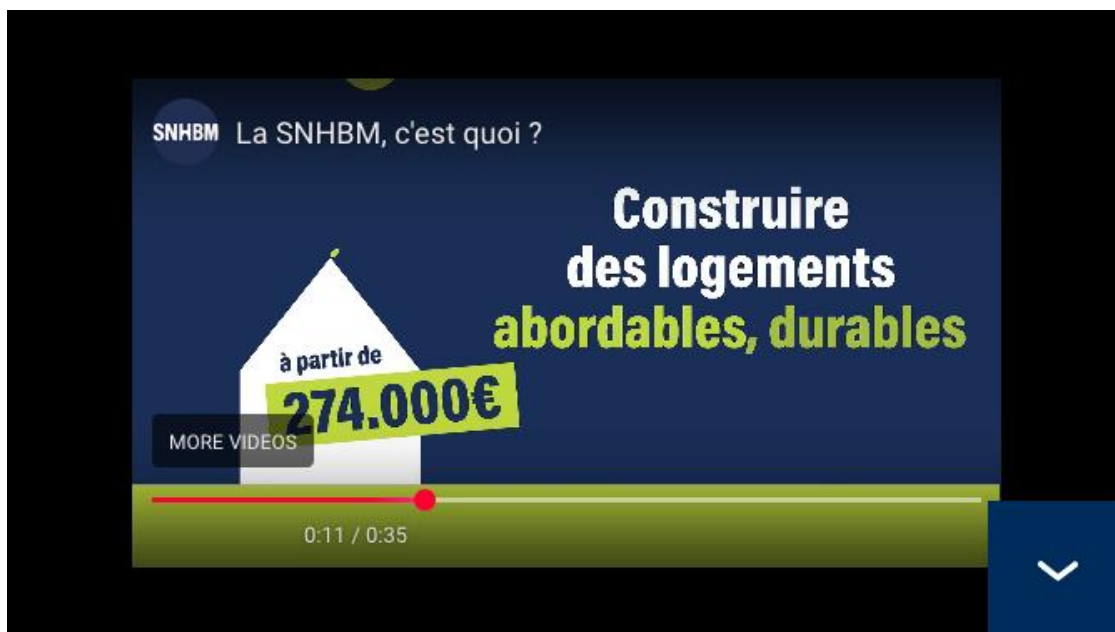 SNHBM La SNHBM, c'est quoi ?
Construire
des logements
abordables, durables
à partir de
274.000€
MORE VIDEOS
0:11 / 0:35